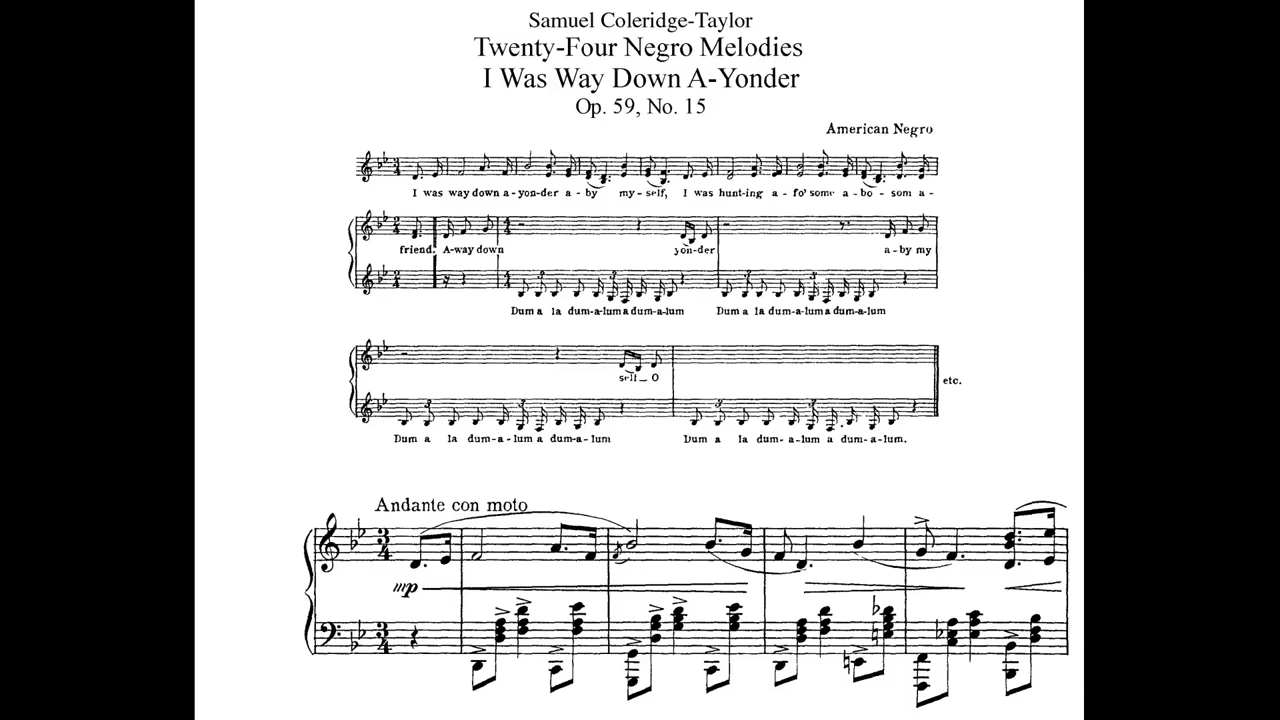 Samuel Coleridge-Taylor
Twenty-Four Negro Melodies
I Was Way Down A-Yonder
Op. 59, No. 15
American Negro
I was way down a-yonder a-by my-self, I was hunt-ing a-fo' some a-bo-som a-
friend. A-way down yon-der a-by my
Dum a la dum-a-lum a dum-a-lum Dum a la dum-a-lum a dum-a-lum
self_ O
etc.
Dum a la dum-a-lum a dum-a-lum Dum a la dum-a-lum a dum-a-lum.
Andante con moto
mp